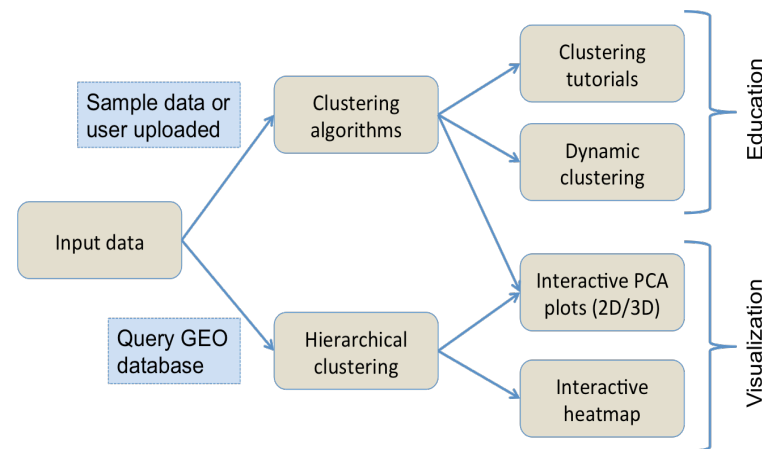 Sample data or
user uploaded
Clustering
algorithms
Clustering
tutorials
Dynamic
clustering
Education
Input data
Query GEO
database
Hierarchical
clustering
Interactive PCA
plots (2D/3D)
Interactive
heatmap
Visualization